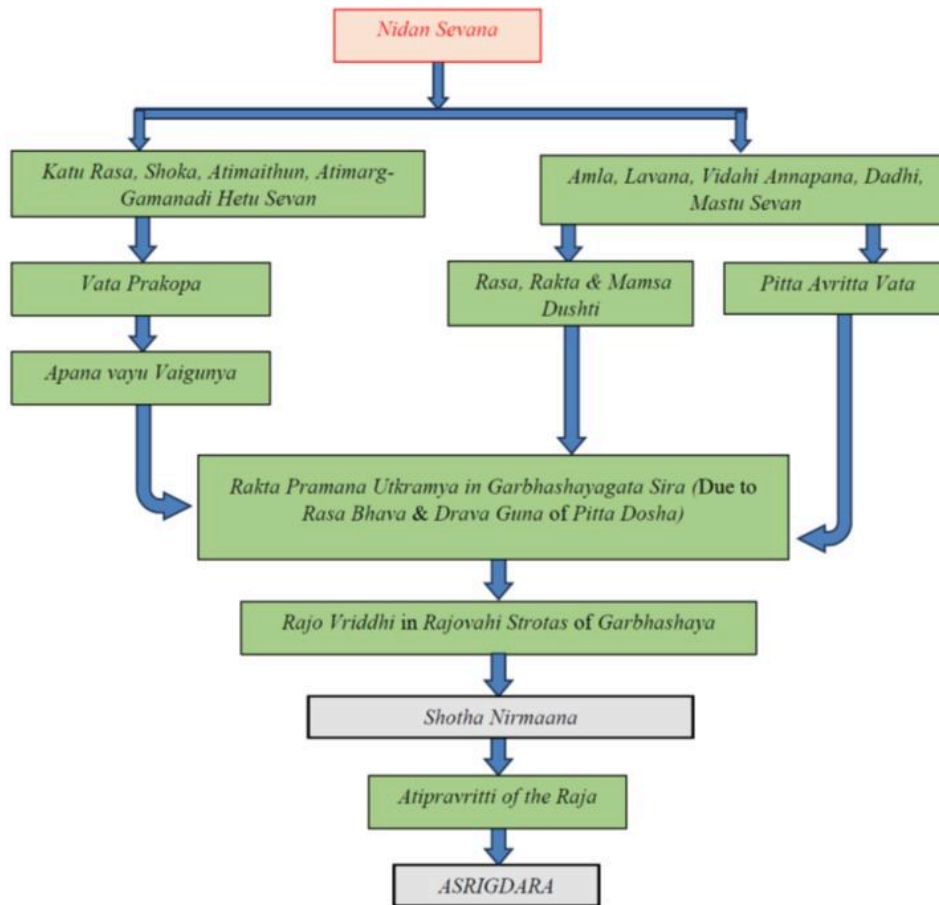 Nidan Sevana
Katu Rasa, Shoka, Atimaithun, Atimarg-
Gamanadi Hetu Sevan
Amla, Lavana, Vidahi Annapana, Dadhi,
Mastu Sevan
Vata Prakopa
Rasa, Rakta & Mamsa
Dushti
Pitta Avritta Vata
Apana vayu Vaigunya
Rakta Pramana Utkramya in Garbhashayagata Sira (Due to
Rasa Bhava & Drava Guna of Pitta Dosha)
Rajo Vriddhi in Rajovahi Strotas of Garbhashaya
Shotha Nirmaana
Atipravritti of the Raja
ASRIGDARA